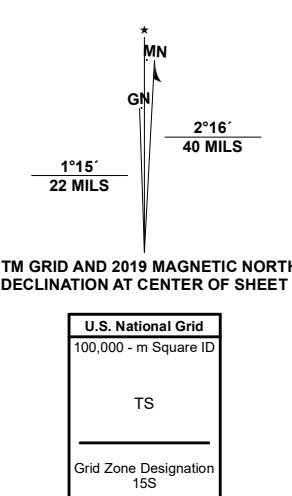 ★
MN
GN
2°16´
40 MILS
1°15´
22 MILS
TM GRID AND 2019 MAGNETIC NORTH
DECLINATION AT CENTER OF SHEET
U.S. National Grid
100,000 - m Square ID
TS
Grid Zone Designation
15S